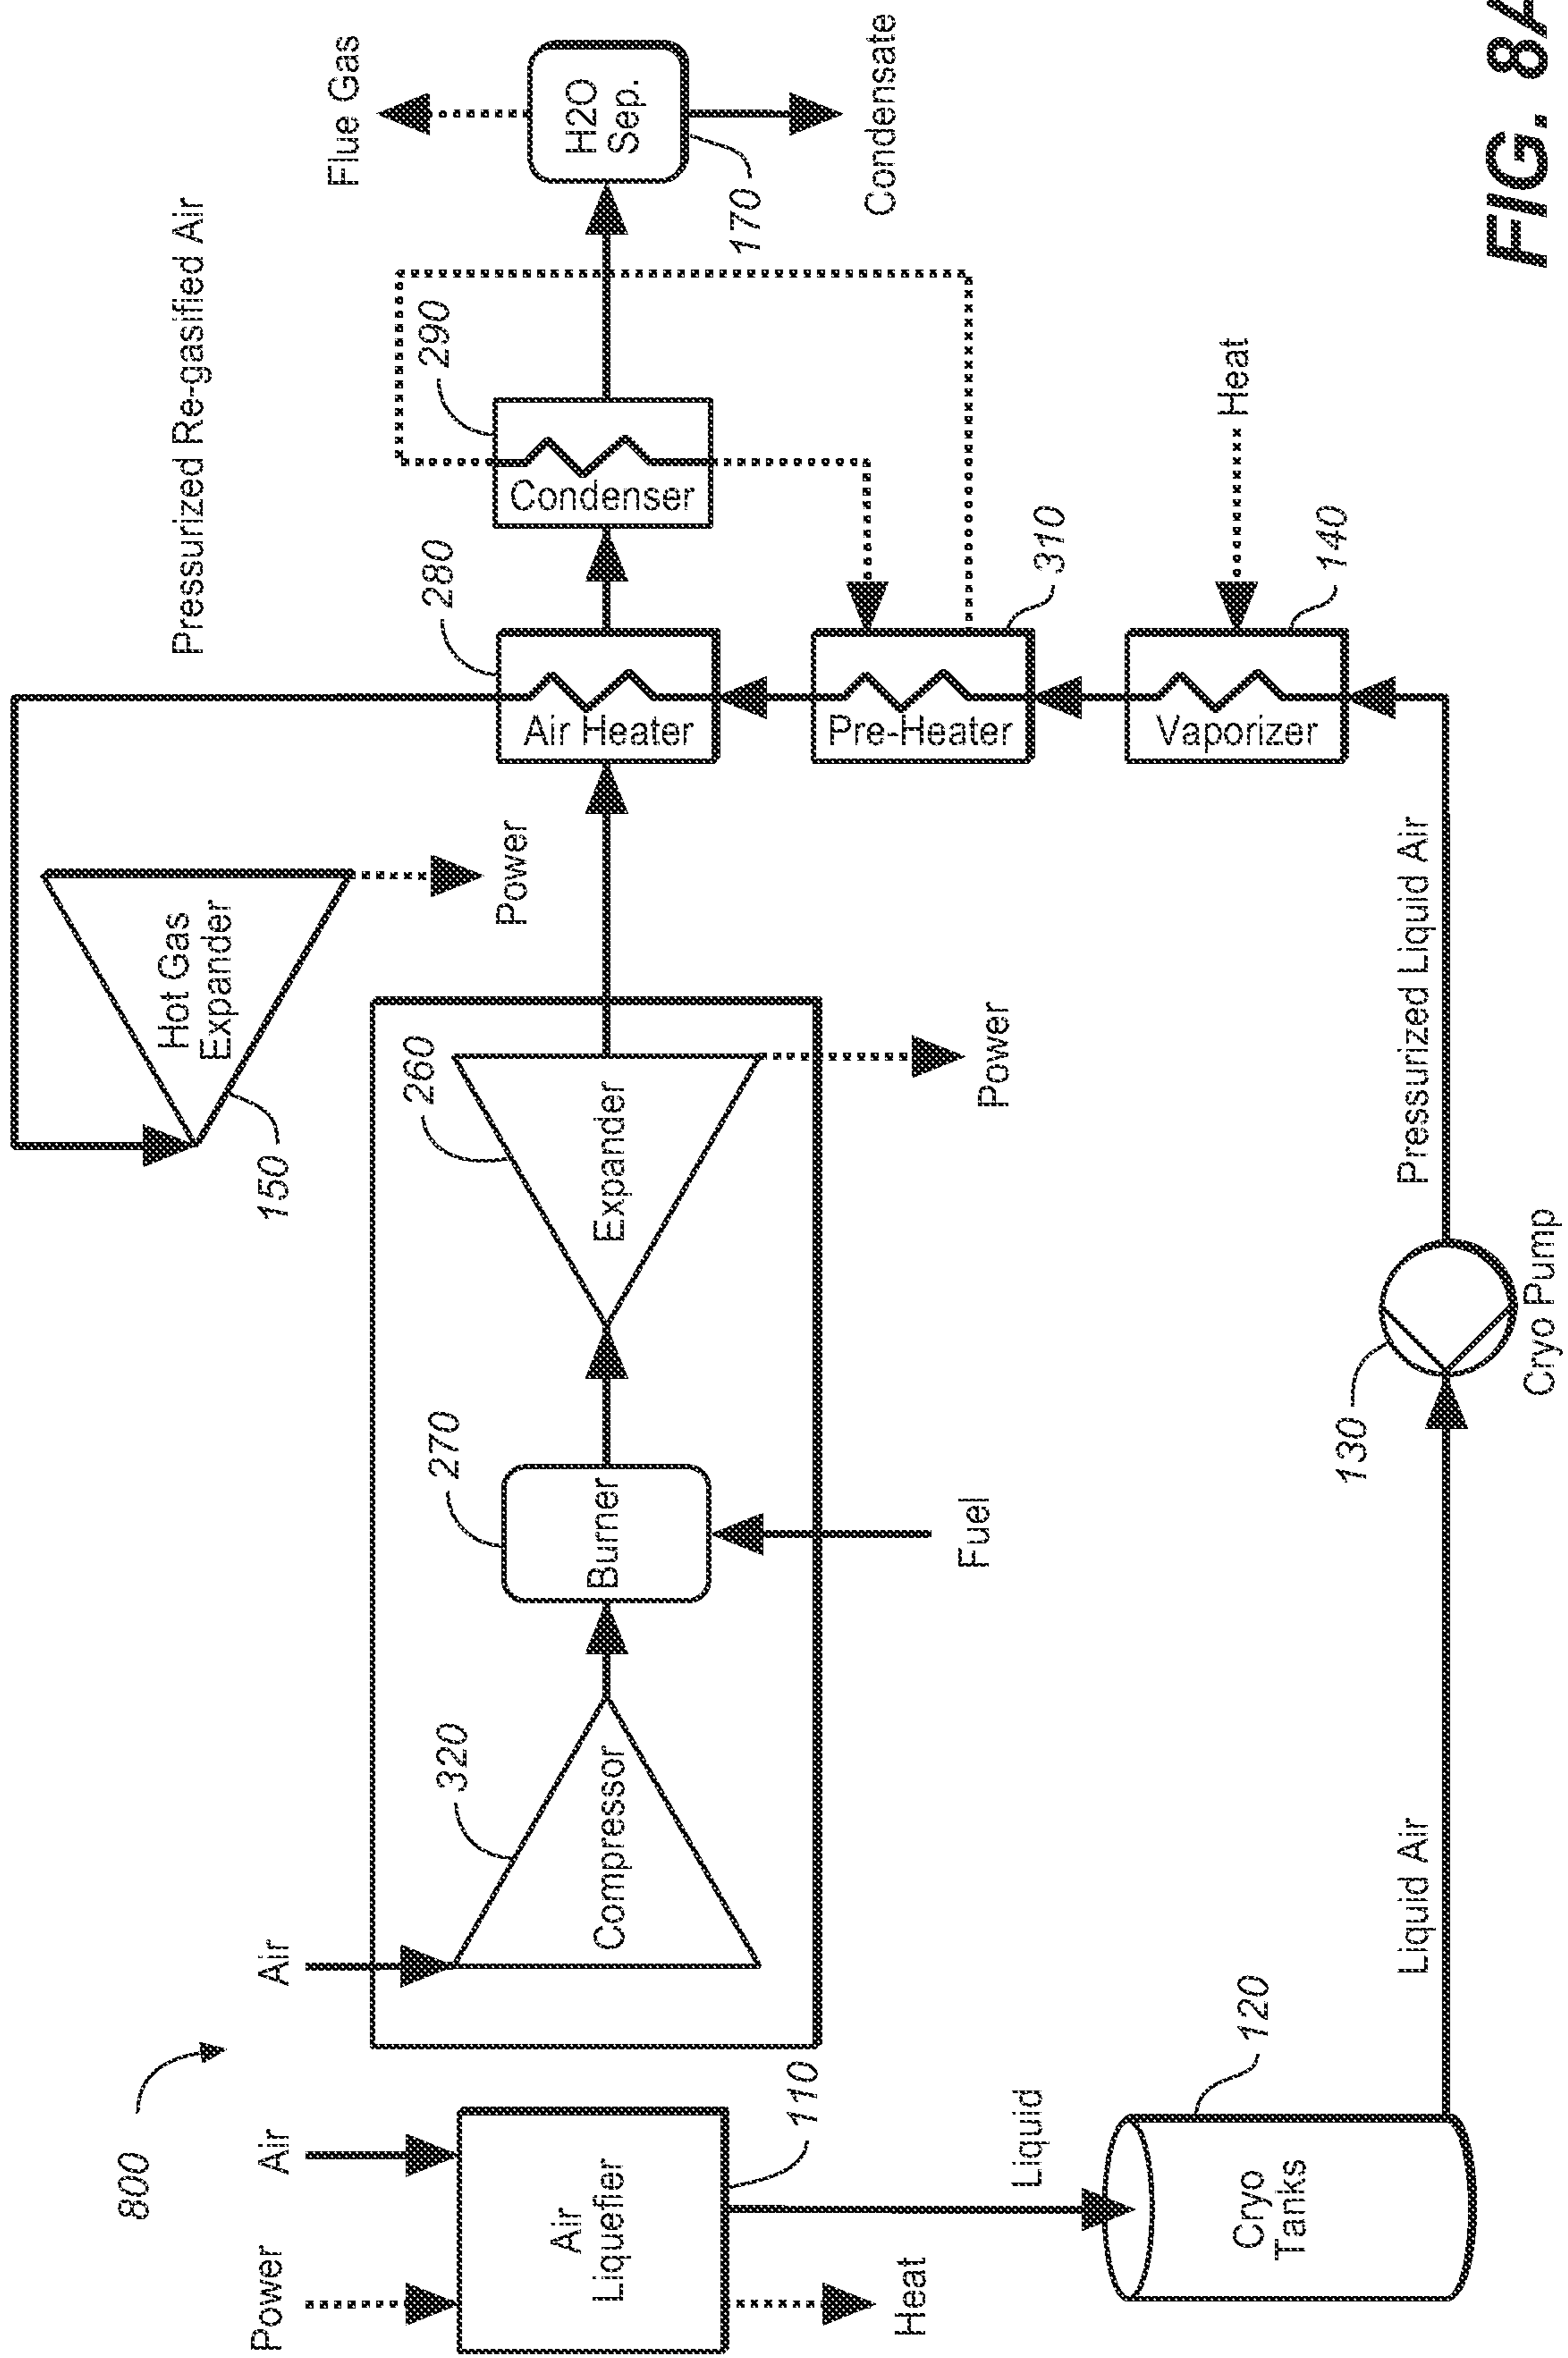 800
Power
Air
Air
Liquefier
110
Heat
Liquid
Cryo
Tanks
120
Liquid Air
130
Cryo Pump
Pressurized Liquid Air
Air
320
Compressor
270
Burner
Fuel
260
Expander
Power
150
Hot Gas
Expander
Power
Pressurized Re-gasified Air
280
Air Heater
Pre-Heater
310
Vaporizer
140
Heat
290
Condenser
Flue Gas
H2O
Sep.
170
Condensate
FIG. 8A